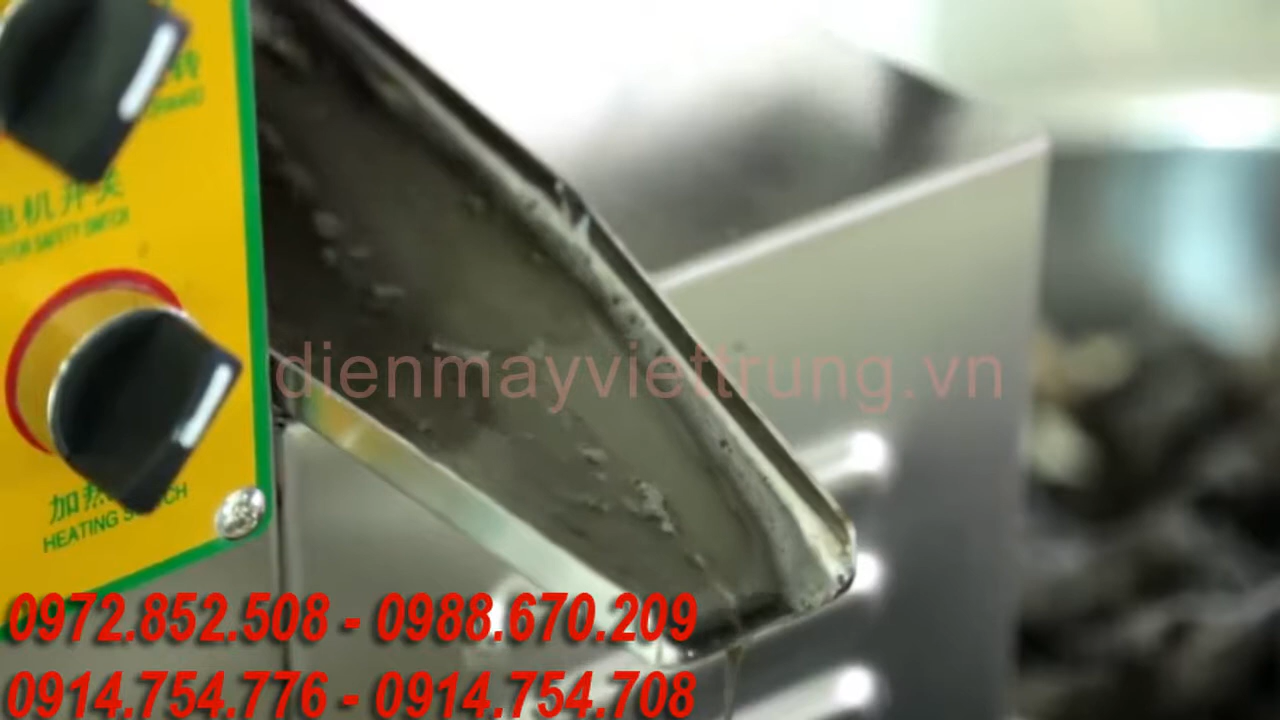 电机开关
SAFETY SWITCH
加热
HEATING
dienmayviettrung.vn
0972.852.508 - 0988.670.209
0914.754.776 - 0914.754.708